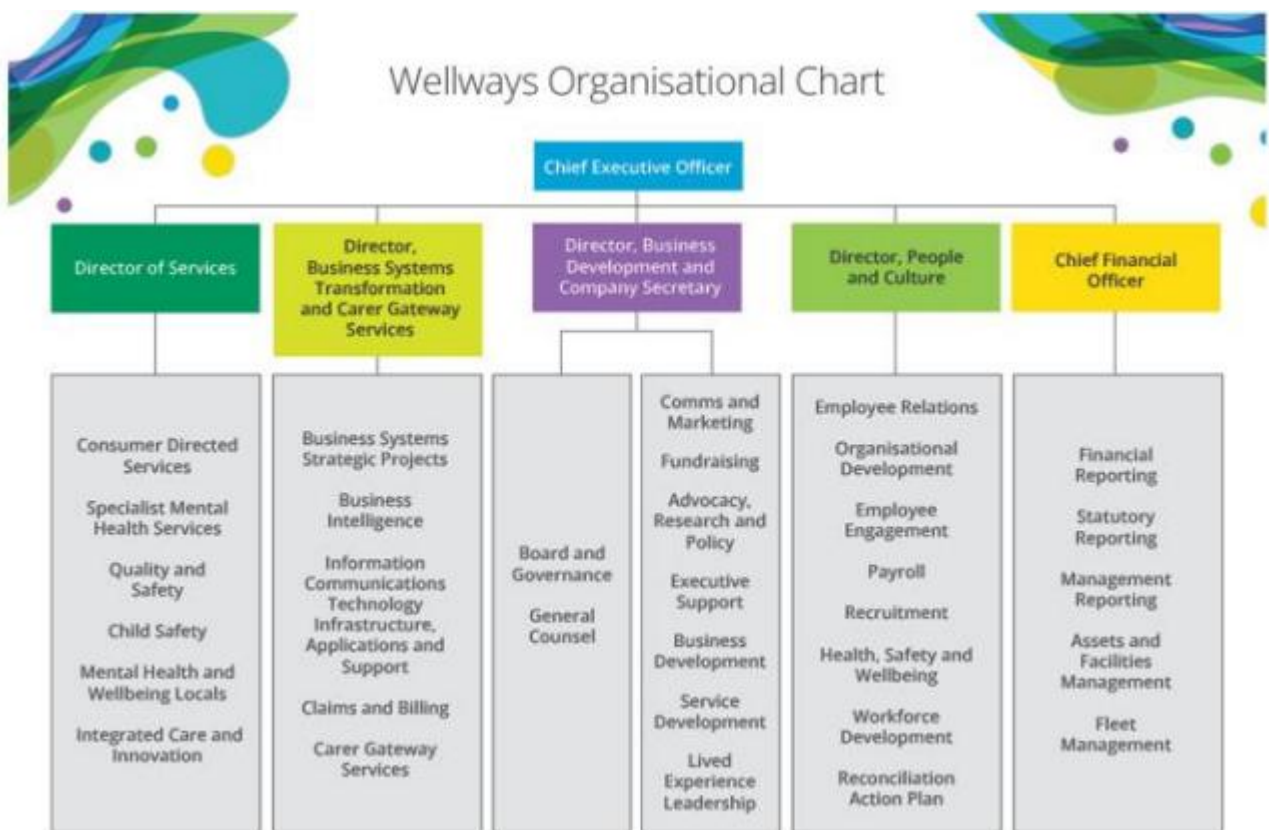 Wellways Organisational Chart
Chief Executive Officer
Director of Services
Director,
Business Systems
Transformation
and Carer Gateway
Services
Director, Business
Development and
Company Secretary
Director, People
and Culture
Chief Financial
Officer
Consumer Directed
Services
Specialist Mental
Health Services
Quality and
Safety
Child Safety
Mental Health and
Wellbeing Locals
Integrated Care and
Innovation
Business Systems
Strategic Projects
Business
Intelligence
Information
Communications
Technology
Infrastructure,
Applications and
Support
Claims and Billing
Carer Gateway
Services
Board and
Governance
General
Counsel
Comms and
Marketing
Fundraising
Advocacy,
Research and
Policy
Executive
Support
Business
Development
Service
Development
Lived
Experience
Leadership
Employee Relations
Organisational
Development
Employee
Engagement
Payroll
Recruitment
Health, Safety and
Wellbeing
Workforce
Development
Reconciliation
Action Plan
Financial
Reporting
Statutory
Reporting
Management
Reporting
Assets and
Facilities
Management
Fleet
Management